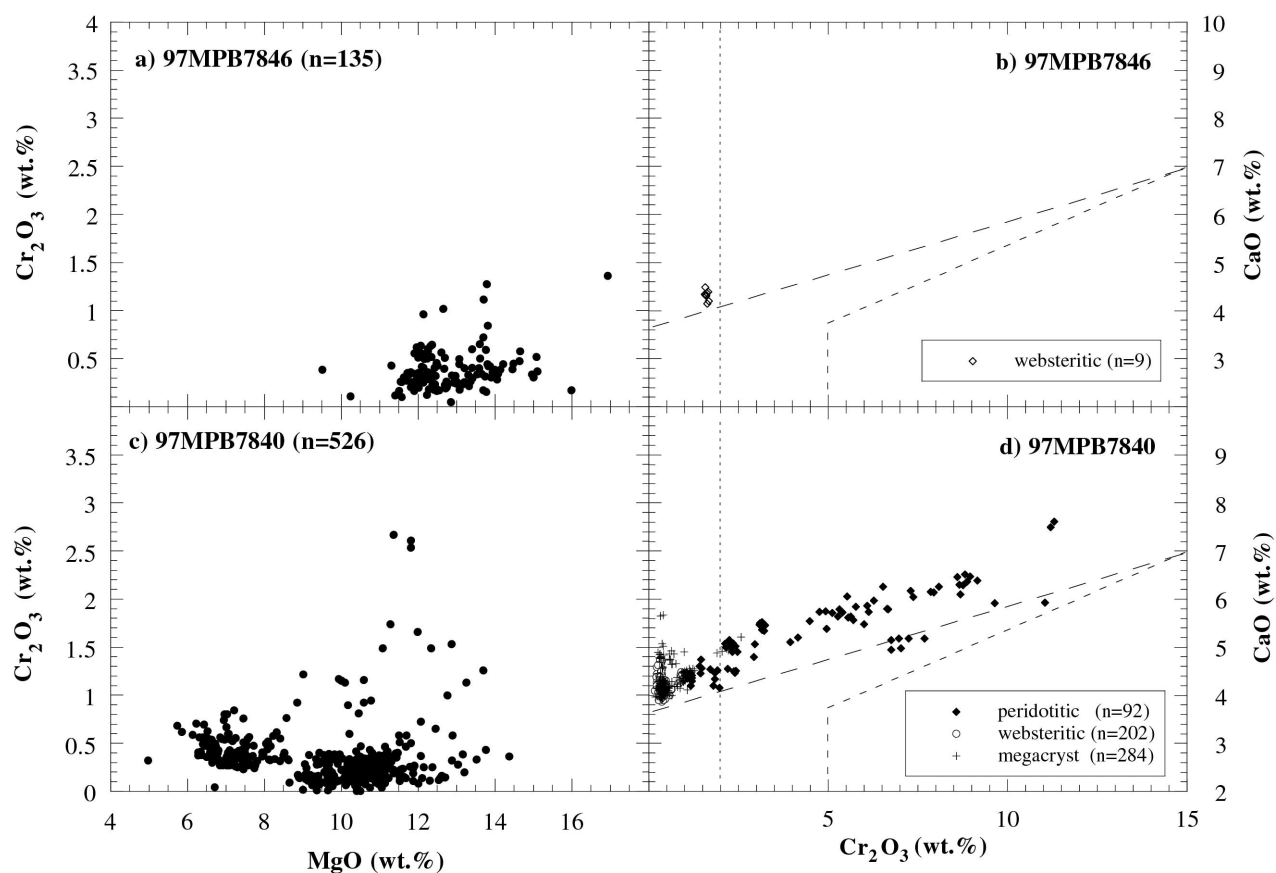 a) 97MPB7846 (n=135)
4
3.5
3
2.5
2
1.5
1
0.5
Cr2O3 (wt.%)
b) 97MPB7846
10
9
8
7
6
5
4
3
CaO (wt.%)
websteritic (n=9)
c) 97MPB7840 (n=526)
3.5
3
2.5
2
1.5
1
0.5
0
Cr2O3 (wt.%)
4 6 8 10 12 14 16
MgO (wt.%)
d) 97MPB7840
9
8
7
6
5
4
3
2
CaO (wt.%)
peridotitic (n=92)
websteritic (n=202)
megacryst (n=284)
5 10 15
Cr2O3 (wt.%)